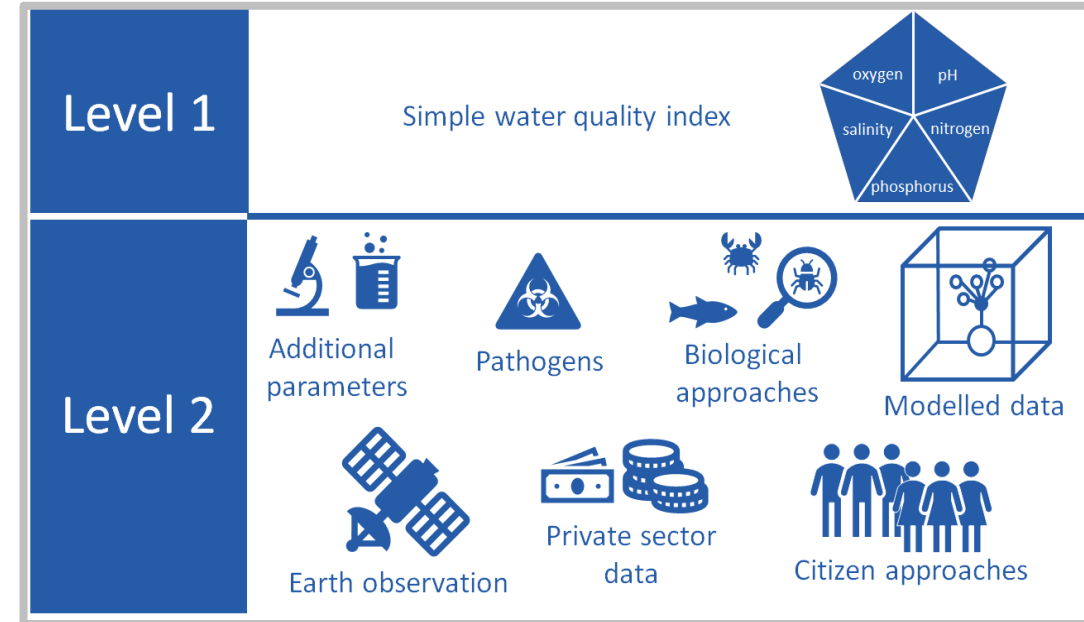 Level 1
Simple water quality index
oxygen
pH
salinity
nitrogen
phosphorus
Level 2
Additional
parameters
Pathogens
Biological
approaches
Modelled data
Earth observation
Private sector
data
Citizen approaches